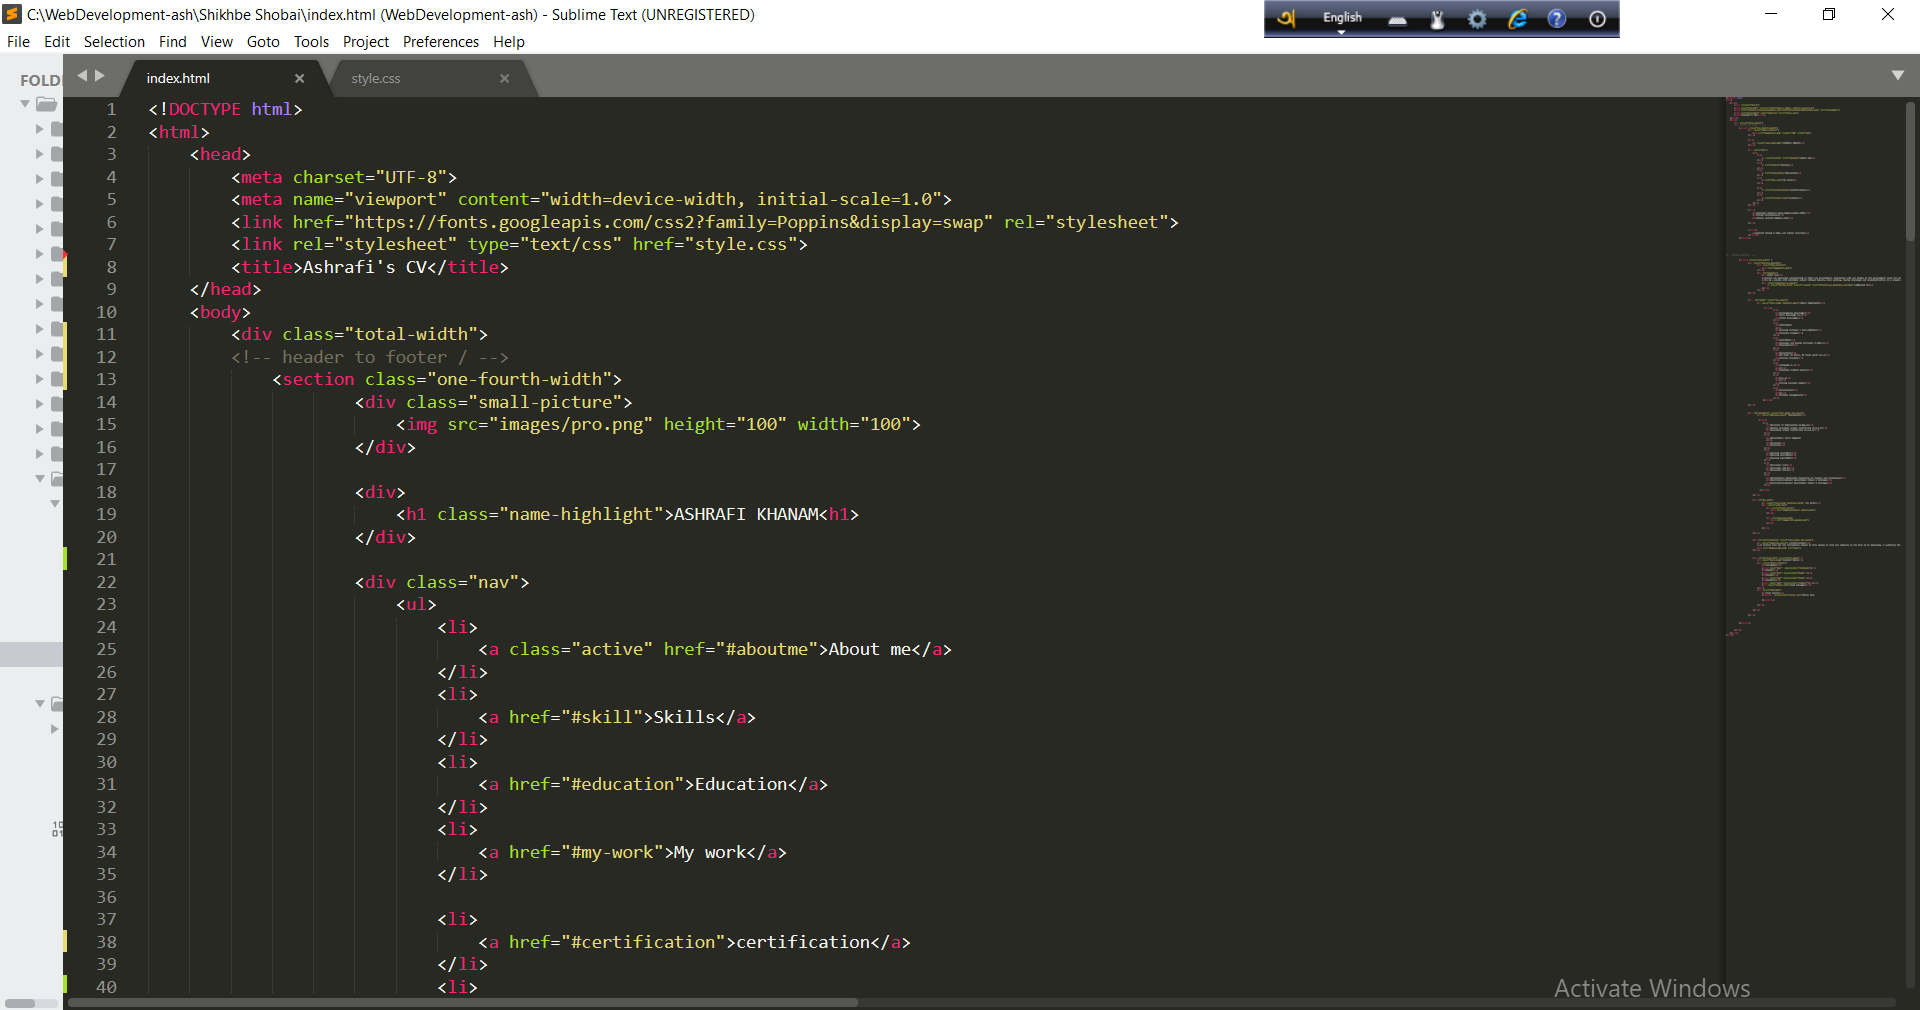 C:\WebDevelopment-ash\Shikhbe Shobai\index.html (WebDevelopment-ash) - Sublime Text (UNREGISTERED)
English
File Edit Selection Find View Goto Tools Project Preferences Help
FOLD
index.html
style.css
1 <!DOCTYPE html>
2 <html>
3 <head>
4 <meta charset="UTF-8">
5 <meta name="viewport" content="width=device-width, initial-scale=1.0">
6 <link href="https://fonts.googleapis.com/css2?family=Poppins&display=swap" rel="stylesheet">
7 <link rel="stylesheet" type="text/css" href="style.css">
8 <title>Ashrafi's CV</title>
9 </head>
10 <body>
11 <div class="total-width">
12 <!-- header to footer / -->
13 <section class="one-fourth-width">
14 <div class="small-picture">
15 <img src="images/pro.png" height="100" width="100">
16 </div>
17
18 <div>
19 <h1 class="name-highlight">ASHRAFI KHANAM<h1>
20 </div>
21
22 <div class="nav">
23 <ul>
24 <li>
25 <a class="active" href="#aboutme">About me</a>
26 </li>
27 <li>
28 <a href="#skill">Skills</a>
29 </li>
30 <li>
31 <a href="#education">Education</a>
32 </li>
33 <li>
34 <a href="#my-work">My work</a>
35 </li>
36
37 <li>
38 <a href="#certification">certification</a>
39 </li>
40 <li>
Activate Windows